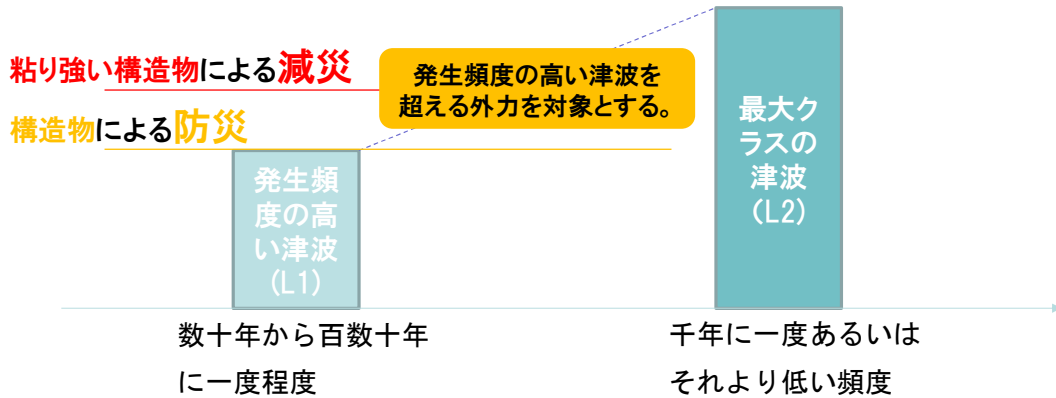 粘り強い構造物による減災
発生頻度の高い津波を
超える外力を対象とする。
構造物による防災
発生頻
度の高
い津波
(L1)
最大ク
ラスの
津波
(L2)
数十年から百数十年
に一度程度
千年に一度あるいは
それより低い頻度